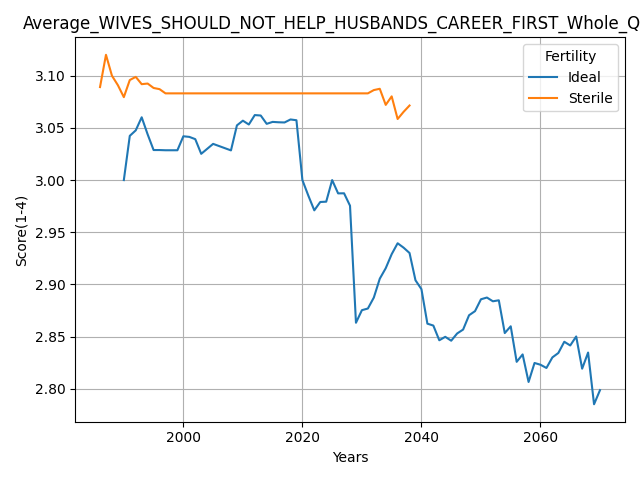 Average_WIVES_SHOULD_NOT_HELP_HUSBANDS_CAREER_FIRST_Whole_Q
Fertility
Ideal
Sterile
Score(1-4)
3.10
3.05
3.00
2.95
2.90
2.85
2.80
2000 2020 2040 2060
Years